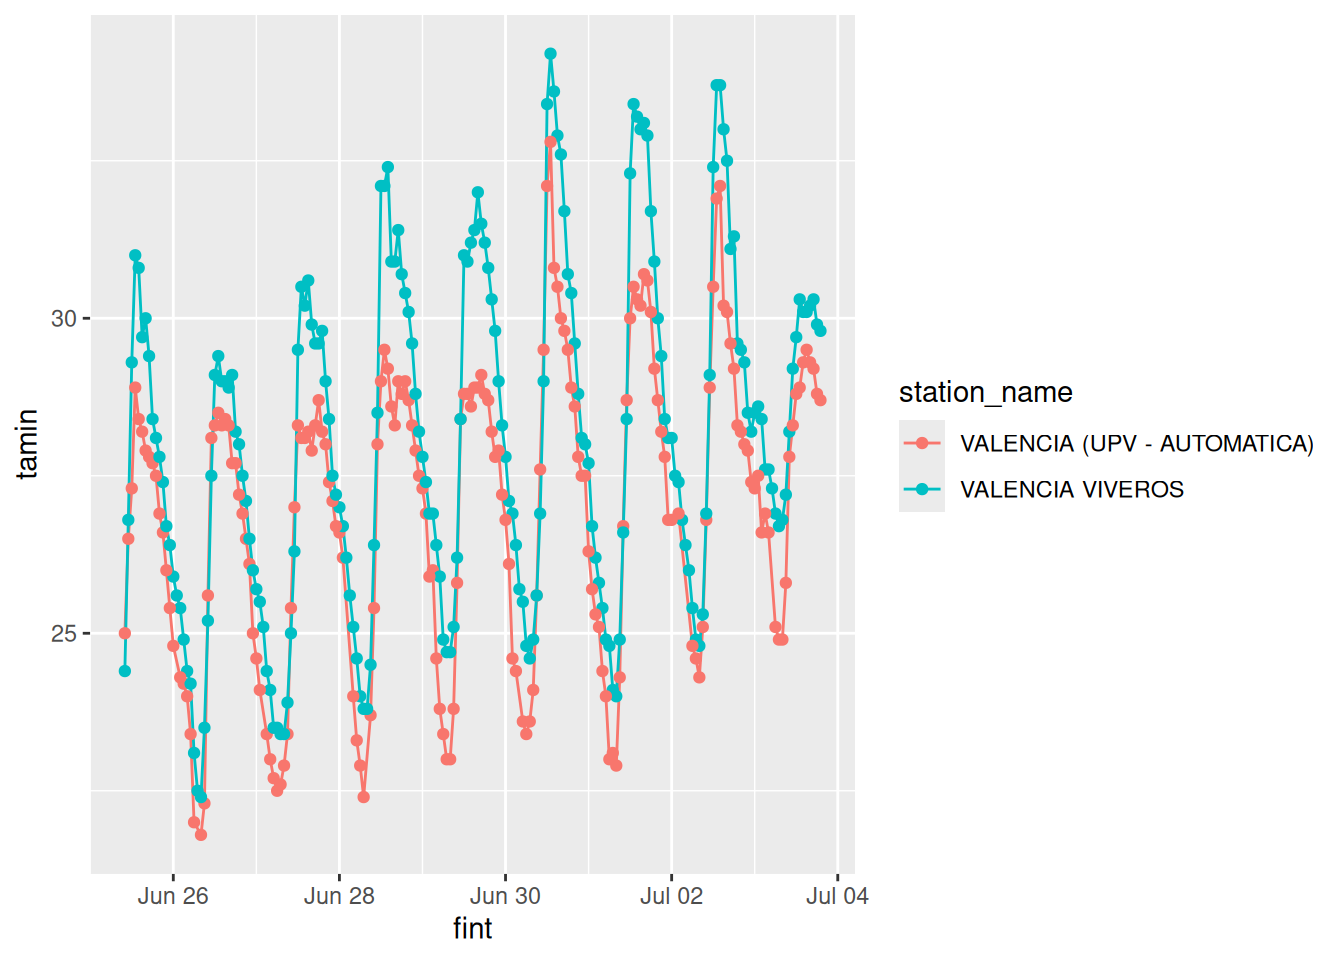 30
25
tamin
Jun 26
Jun 28
Jun 30
Jul 02
Jul 04
fint
station_name
VALENCIA (UPV - AUTOMATICA)
VALENCIA VIVEROS